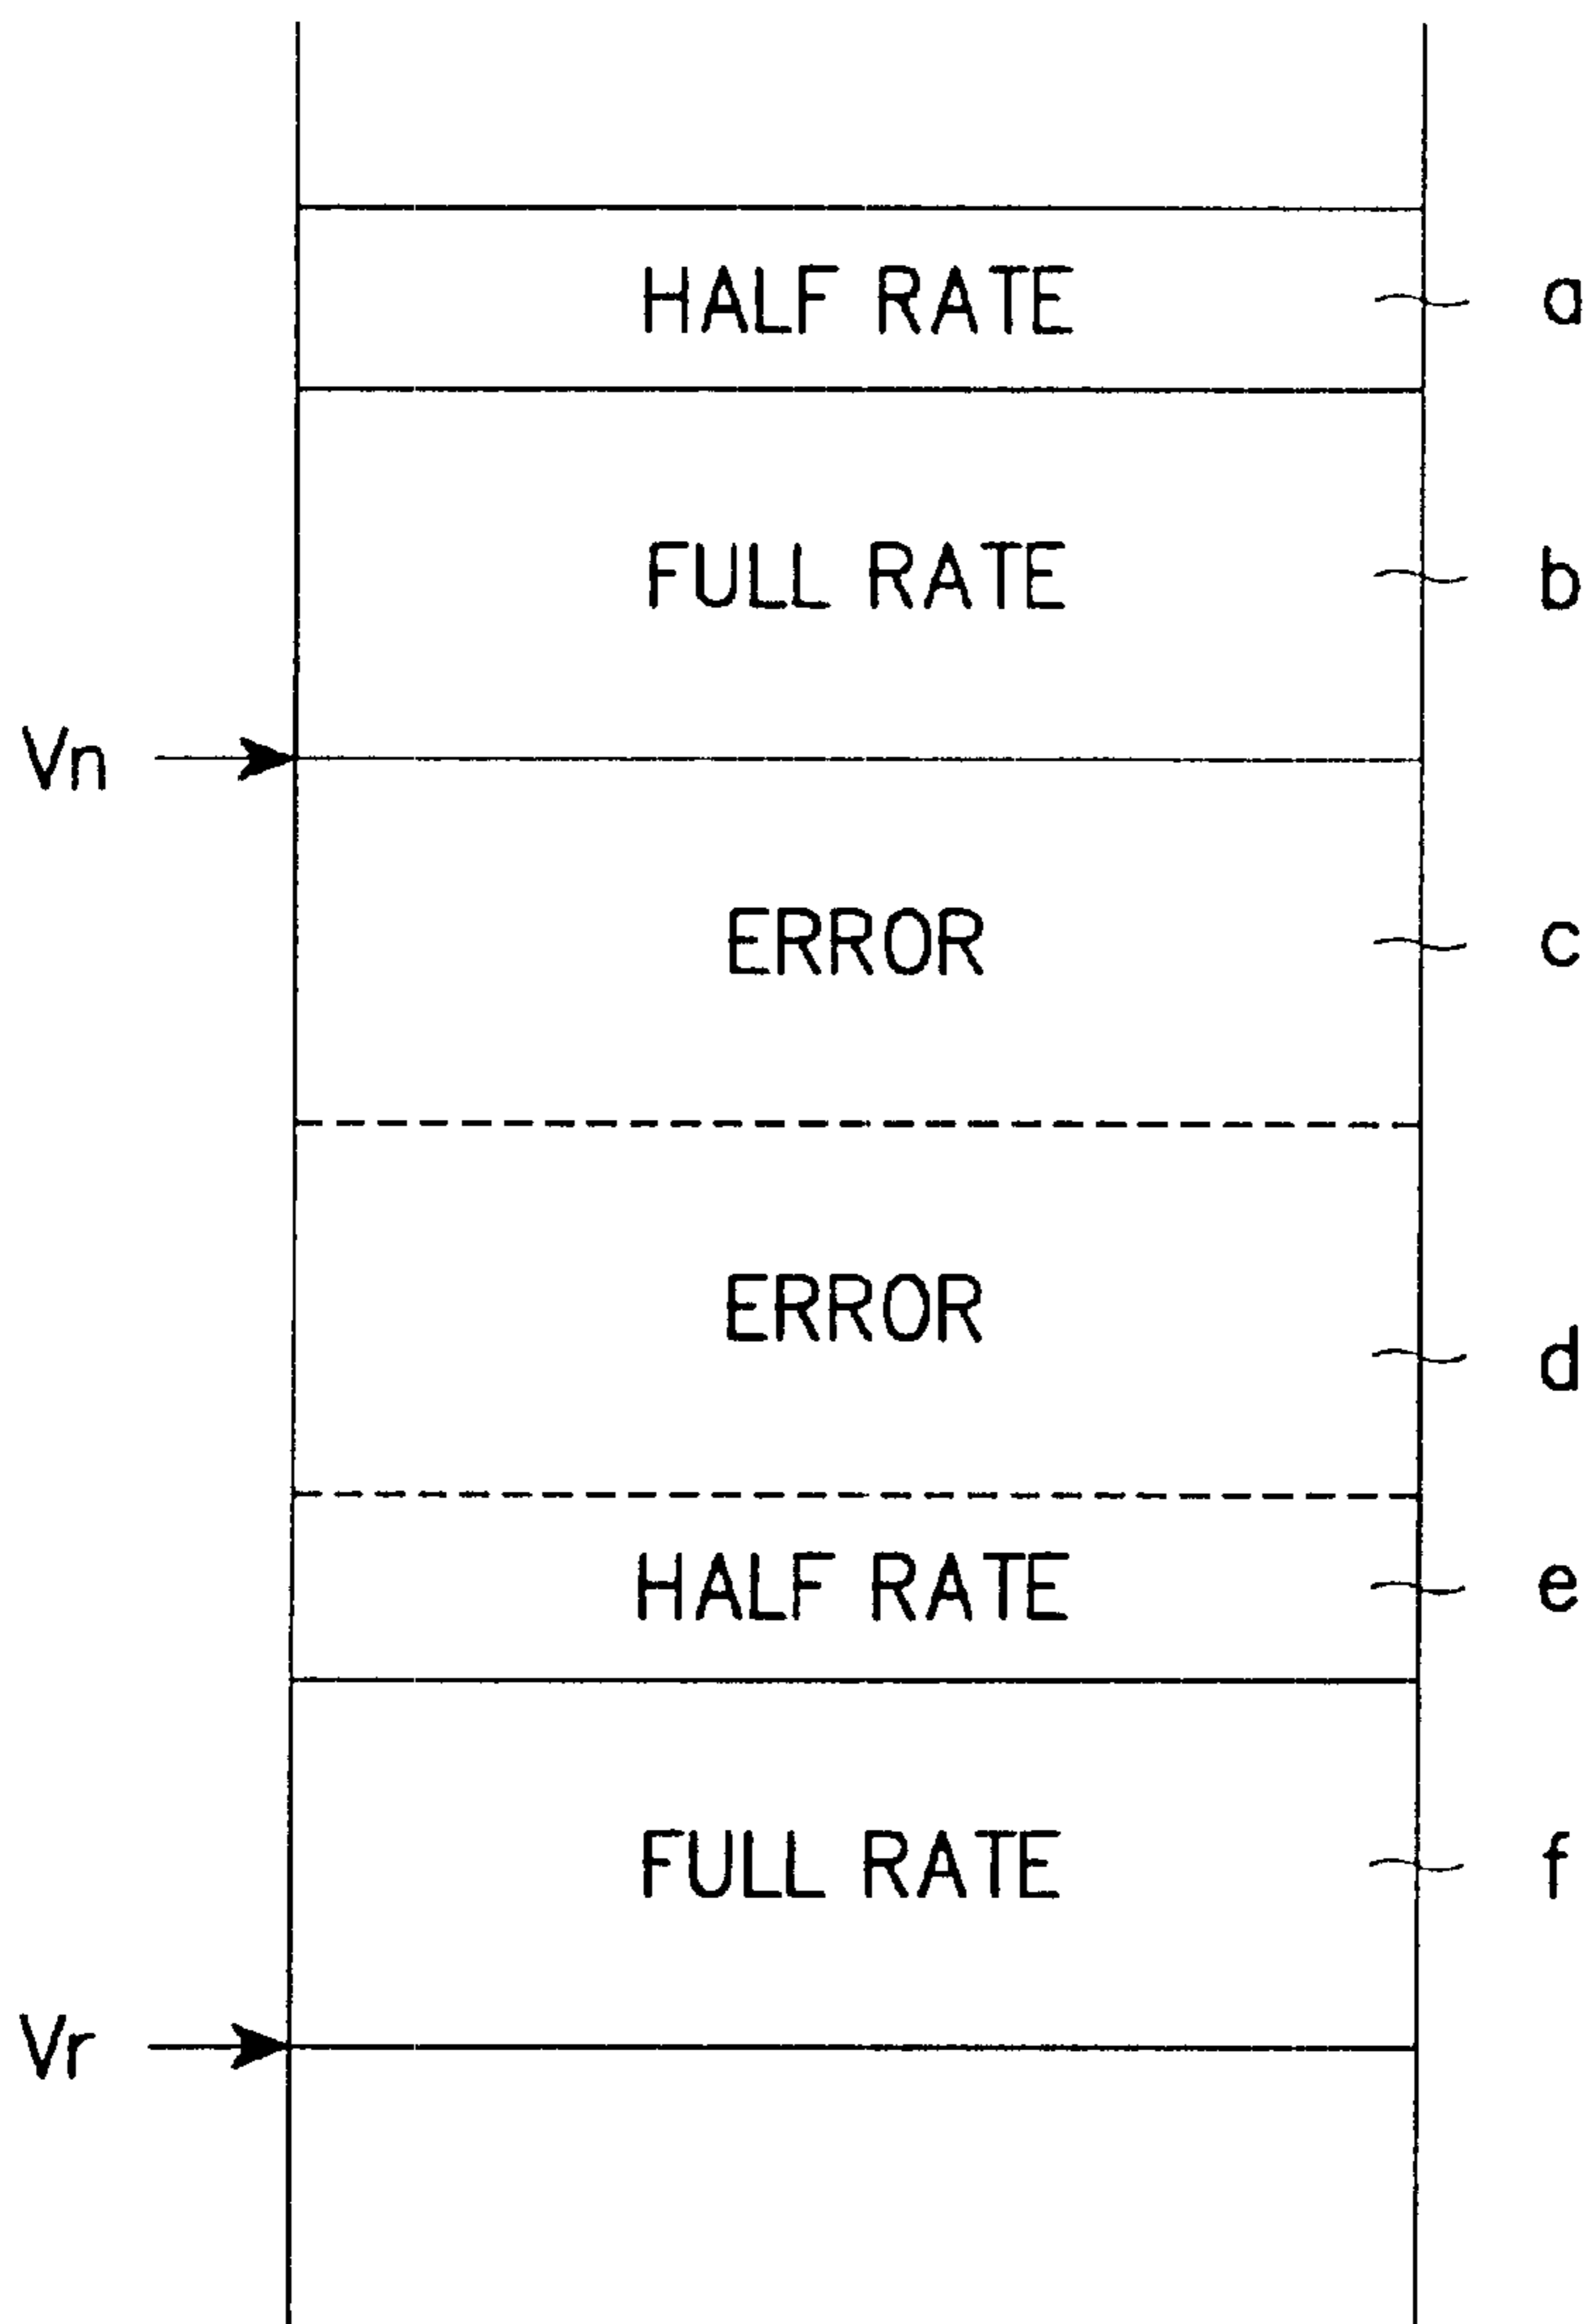 HALF RATE a
FULL RATE b
Vn
ERROR c
ERROR d
HALF RATE e
FULL RATE f
Vr